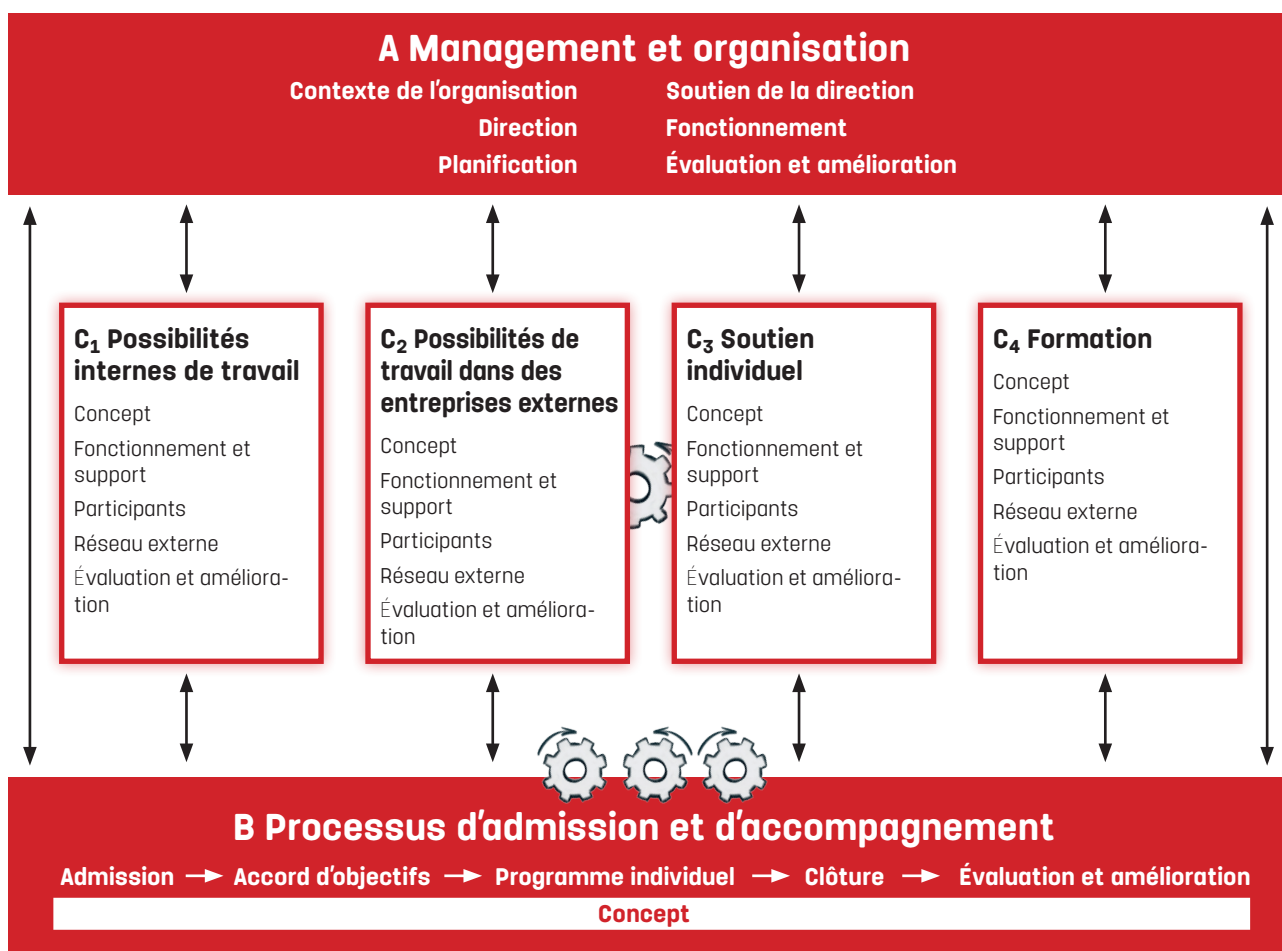 A Management et organisation
Contexte de l'organisation
Direction
Planification
Soutien de la direction
Fonctionnement
Évaluation et amélioration
C₁ Possibilités
internes de travail
Concept
Fonctionnement et
support
Participants
Réseau externe
Évaluation et améliora-
tion
C₂ Possibilités de
travail dans des
entreprises externes
Concept
Fonctionnement et
support
Participants
Réseau externe
Évaluation et améliora-
tion
C₃ Soutien
individuel
Concept
Fonctionnement et
support
Participants
Réseau externe
Évaluation et améliora-
tion
C₄ Formation
Concept
Fonctionnement et
support
Participants
Réseau externe
Évaluation et améliora-
tion
B Processus d'admission et d'accompagnement
Admission → Accord d'objectifs → Programme individuel → Clôture → Évaluation et amélioration
Concept